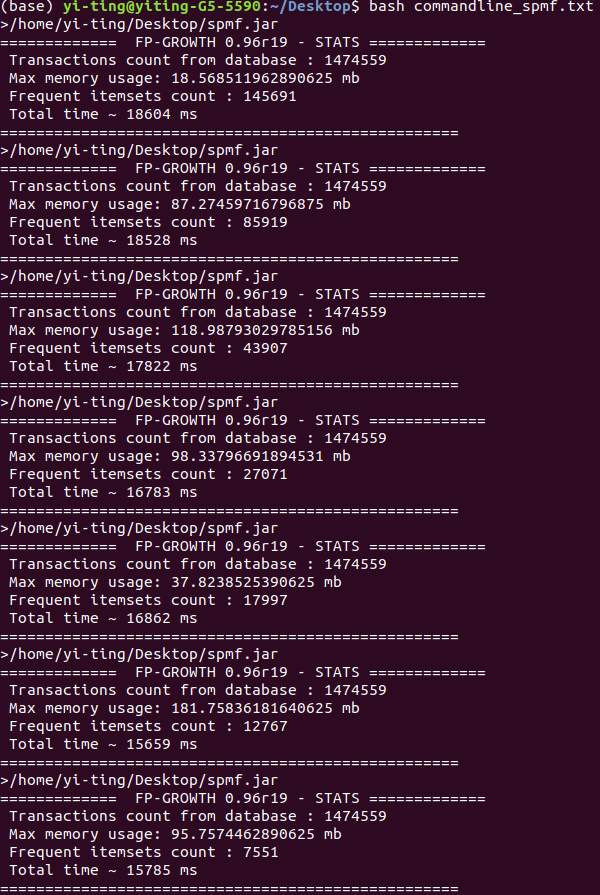 (base) yi-ting@yiting-G5-5590:~/Desktop$ bash commandline_spmf.txt
>/home/yi-ting/Desktop/spmf.jar
=============  FP-GROWTH 0.96r19 - STATS =============
 Transactions count from database : 1474559
 Max memory usage: 18.568511962890625 mb
 Frequent itemsets count : 145691
 Total time ~ 18604 ms
===================================================
>/home/yi-ting/Desktop/spmf.jar
=============  FP-GROWTH 0.96r19 - STATS =============
 Transactions count from database : 1474559
 Max memory usage: 87.27459716796875 mb
 Frequent itemsets count : 85919
 Total time ~ 18528 ms
===================================================
>/home/yi-ting/Desktop/spmf.jar
=============  FP-GROWTH 0.96r19 - STATS =============
 Transactions count from database : 1474559
 Max memory usage: 118.98793029785156 mb
 Frequent itemsets count : 43907
 Total time ~ 17822 ms
===================================================
>/home/yi-ting/Desktop/spmf.jar
=============  FP-GROWTH 0.96r19 - STATS =============
 Transactions count from database : 1474559
 Max memory usage: 98.33796691894531 mb
 Frequent itemsets count : 27071
 Total time ~ 16783 ms
===================================================
>/home/yi-ting/Desktop/spmf.jar
=============  FP-GROWTH 0.96r19 - STATS =============
 Transactions count from database : 1474559
 Max memory usage: 37.8238525390625 mb
 Frequent itemsets count : 17997
 Total time ~ 16862 ms
===================================================
>/home/yi-ting/Desktop/spmf.jar
=============  FP-GROWTH 0.96r19 - STATS =============
 Transactions count from database : 1474559
 Max memory usage: 181.75836181640625 mb
 Frequent itemsets count : 12767
 Total time ~ 15659 ms
===================================================
>/home/yi-ting/Desktop/spmf.jar
=============  FP-GROWTH 0.96r19 - STATS =============
 Transactions count from database : 1474559
 Max memory usage: 95.7574462890625 mb
 Frequent itemsets count : 7551
 Total time ~ 15785 ms
===================================================